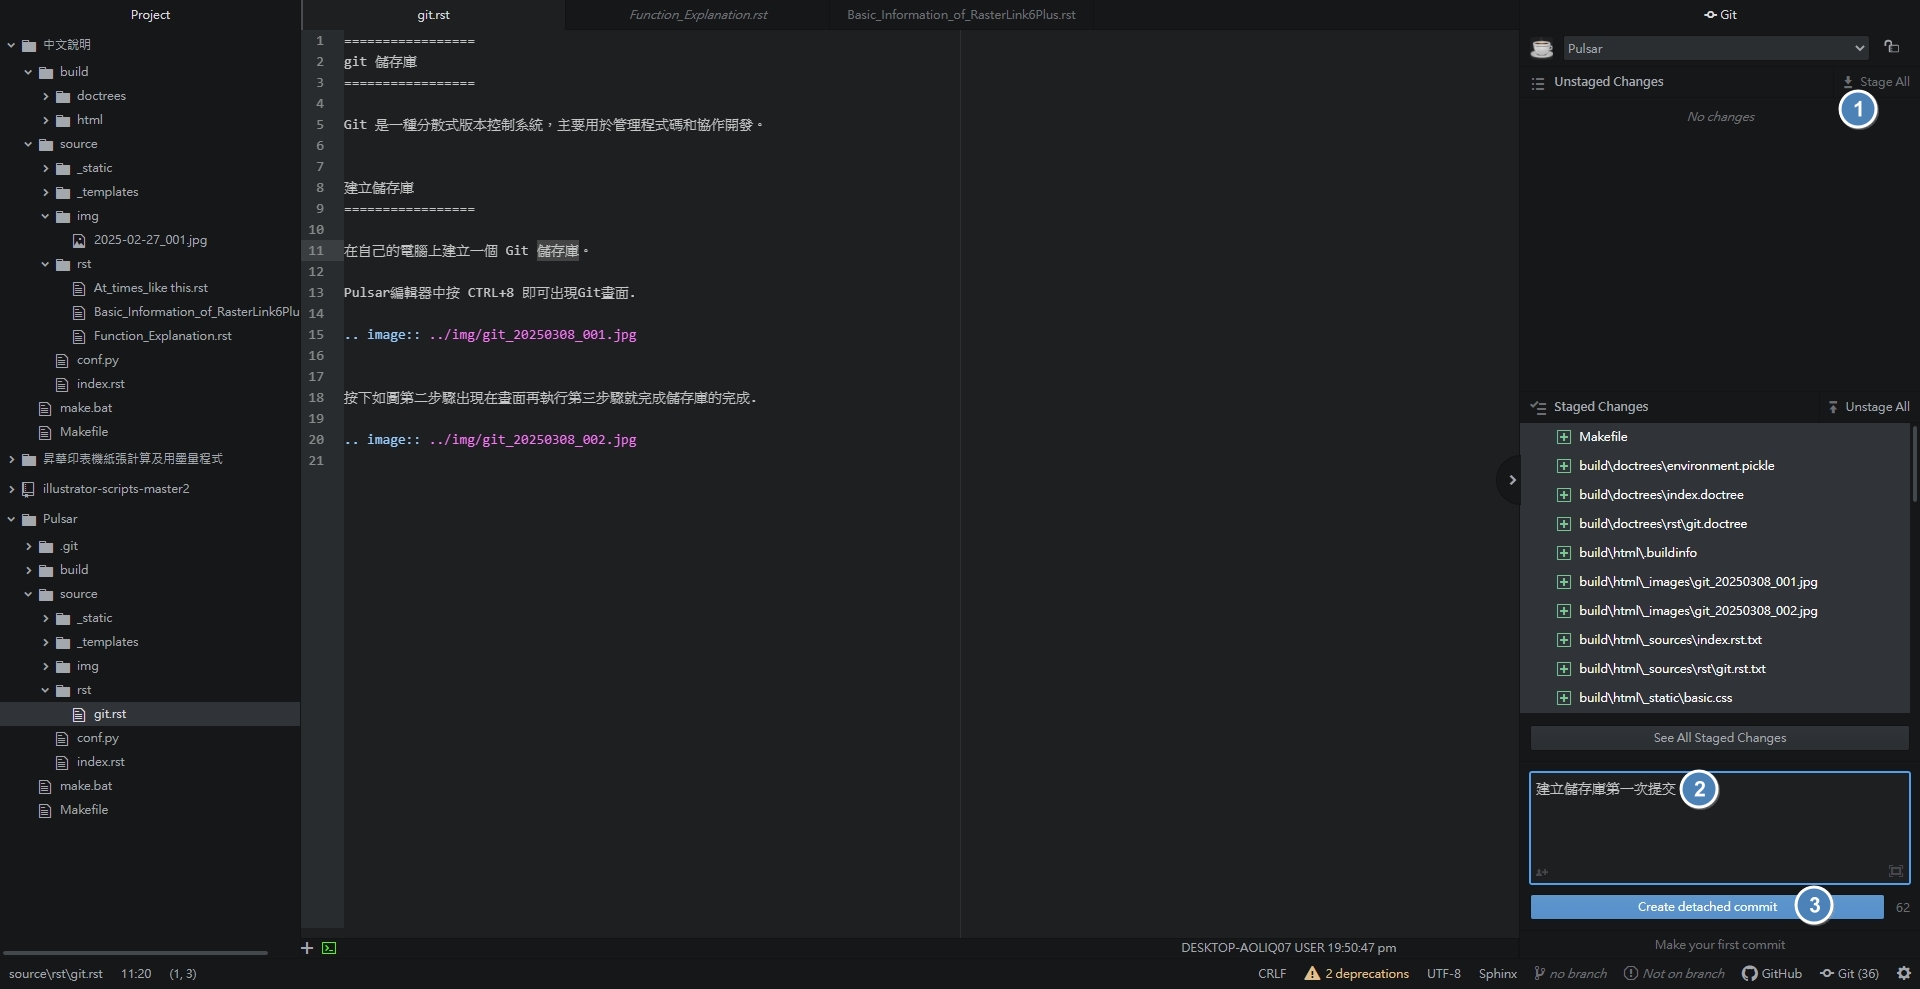 Project
中文說明
build
doctrees
html
source
_static
_templates
img
2025-02-27_001.jpg
rst
At_times_like this.rst
Basic_Information_of_RasterLink6Plu
Function_Explanation.rst
conf.py
index.rst
make.bat
Makefile
昇華印表機紙張計算及用墨量程式
illustrator-scripts-master2
Pulsar
.git
build
source
_static
_templates
img
rst
git.rst
conf.py
index.rst
make.bat
Makefile
git.rst
Function_Explanation.rst
Basic_Information_of_RasterLink6Plus.rst
1 =================
2 git 儲存庫
3 =================
4
5 Git 是一種分散式版本控制系統，主要用於管理程式碼和協作開發。
6
7
8 建立儲存庫
9 =================
10
11 在自己的電腦上建立一個 Git 儲存庫。
12
13 Pulsar編輯器中按 CTRL+8 即可出現Git畫面.
14
15 .. image:: ../img/git_20250308_001.jpg
16
17
18 按下如圖第二步驟出現在畫面再執行第三步驟就完成儲存庫的完成.
19
20 .. image:: ../img/git_20250308_002.jpg
21
Git
Pulsar
Unstaged Changes
Stage All
1
No changes
Staged Changes
Unstage All
Makefile
build\doctrees\environment.pickle
build\doctrees\index.doctree
build\doctrees\rst\git.doctree
build\html\.buildinfo
build\html\_images\git_20250308_001.jpg
build\html\_images\git_20250308_002.jpg
build\html\_sources\index.rst.txt
build\html\_sources\rst\git.rst.txt
build\html\_static\basic.css
See All Staged Changes
建立儲存庫第一次提交 2
Create detached commit 3 62
Make your first commit
DESKTOP-AOLIQ07 USER 19:50:47 pm
source\rst\git.rst 11:20 (1, 3)
CRLF 2 deprecations UTF-8 Sphinx no branch Not on branch GitHub Git (36)